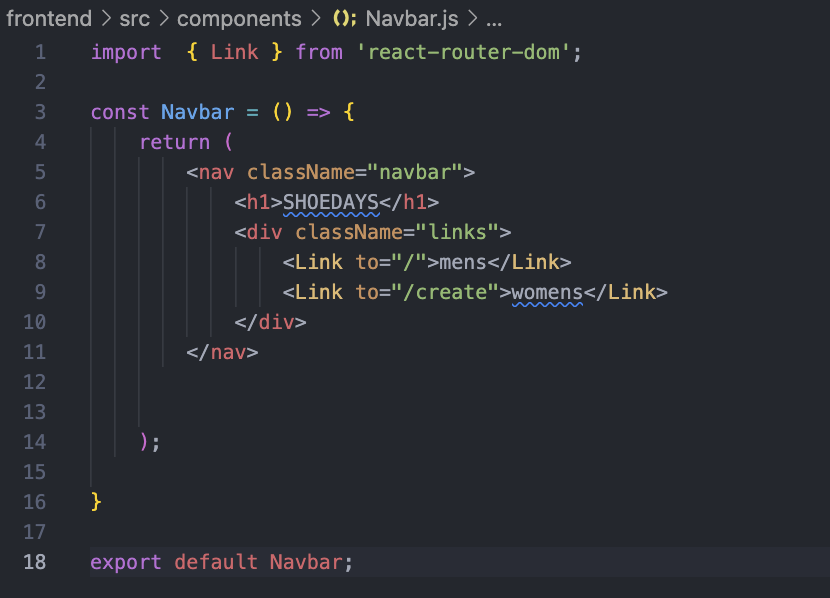 frontend > src > components > (); Navbar.js > ...
1 import  { Link } from 'react-router-dom';
2
3 const Navbar = () => {
4     return (
5         <nav className="navbar">
6             <h1>SHOEDAYS</h1>
7             <div className="links">
8                 <Link to="/">mens</Link>
9                 <Link to="/create">womens</Link>
10             </div>
11         </nav>
12
13
14     );
15
16 }
17
18 export default Navbar;